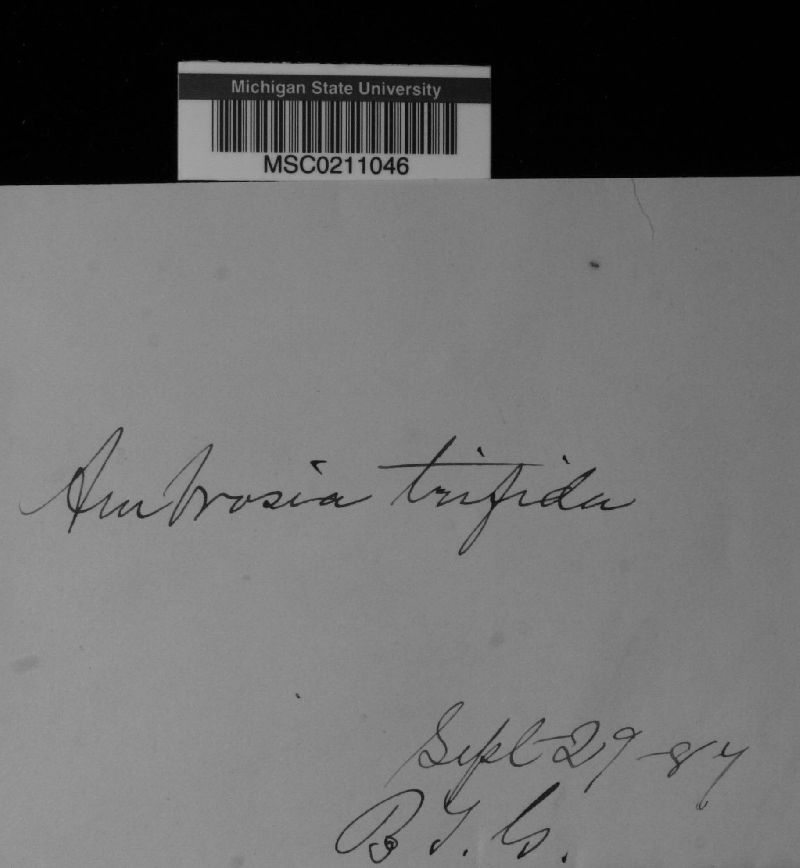 Michigan State University
MSC0211046
Ambrosia trifida
Sept 29 - 87
B